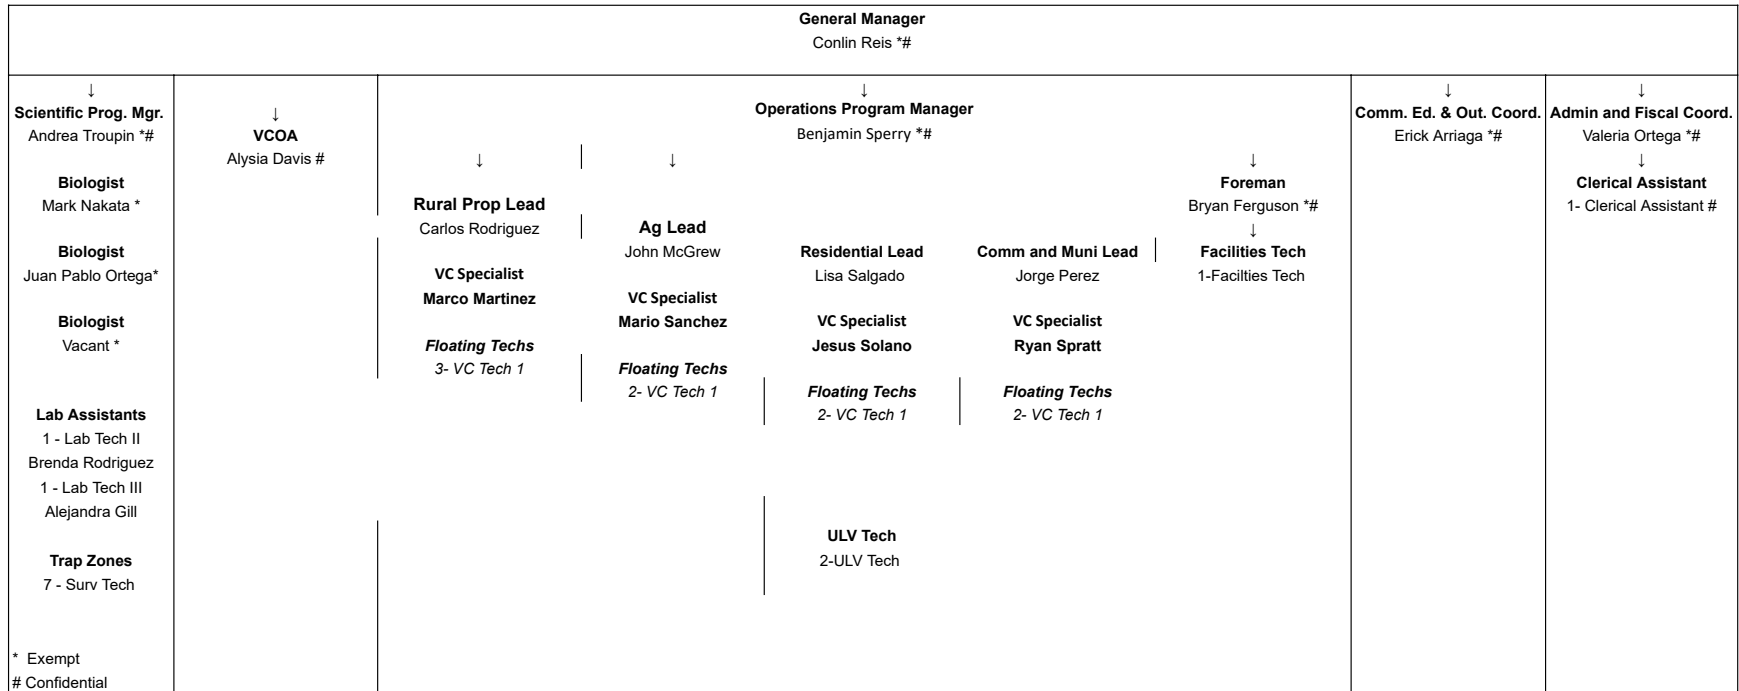 General Manager
Conlin Reis *#
↓
Scientific Prog. Mgr.
Andrea Troupin *#
Biologist
Mark Nakata *
Biologist
Juan Pablo Ortega*
Biologist
Vacant *
Lab Assistants
1 - Lab Tech II
Brenda Rodriguez
1 - Lab Tech III
Alejandra Gill
Trap Zones
7 - Surv Tech
* Exempt
# Confidential
↓
VCOA
Alysia Davis #
↓
Operations Program Manager
Benjamin Sperry *#
↓
Rural Prop Lead
Carlos Rodriguez
VC Specialist
Marco Martinez
Floating Techs
3- VC Tech 1
↓
Ag Lead
John McGrew
VC Specialist
Mario Sanchez
Floating Techs
2- VC Tech 1
Residential Lead
Lisa Salgado
VC Specialist
Jesus Solano
Floating Techs
2- VC Tech 1
ULV Tech
2-ULV Tech
Comm and Muni Lead
Jorge Perez
VC Specialist
Ryan Spratt
Floating Techs
2- VC Tech 1
↓
Foreman
Bryan Ferguson *#
↓
Facilities Tech
1-Facilties Tech
↓
Comm. Ed. & Out. Coord.
Erick Arriaga *#
↓
Admin and Fiscal Coord.
Valeria Ortega *#
↓
Clerical Assistant
1- Clerical Assistant #